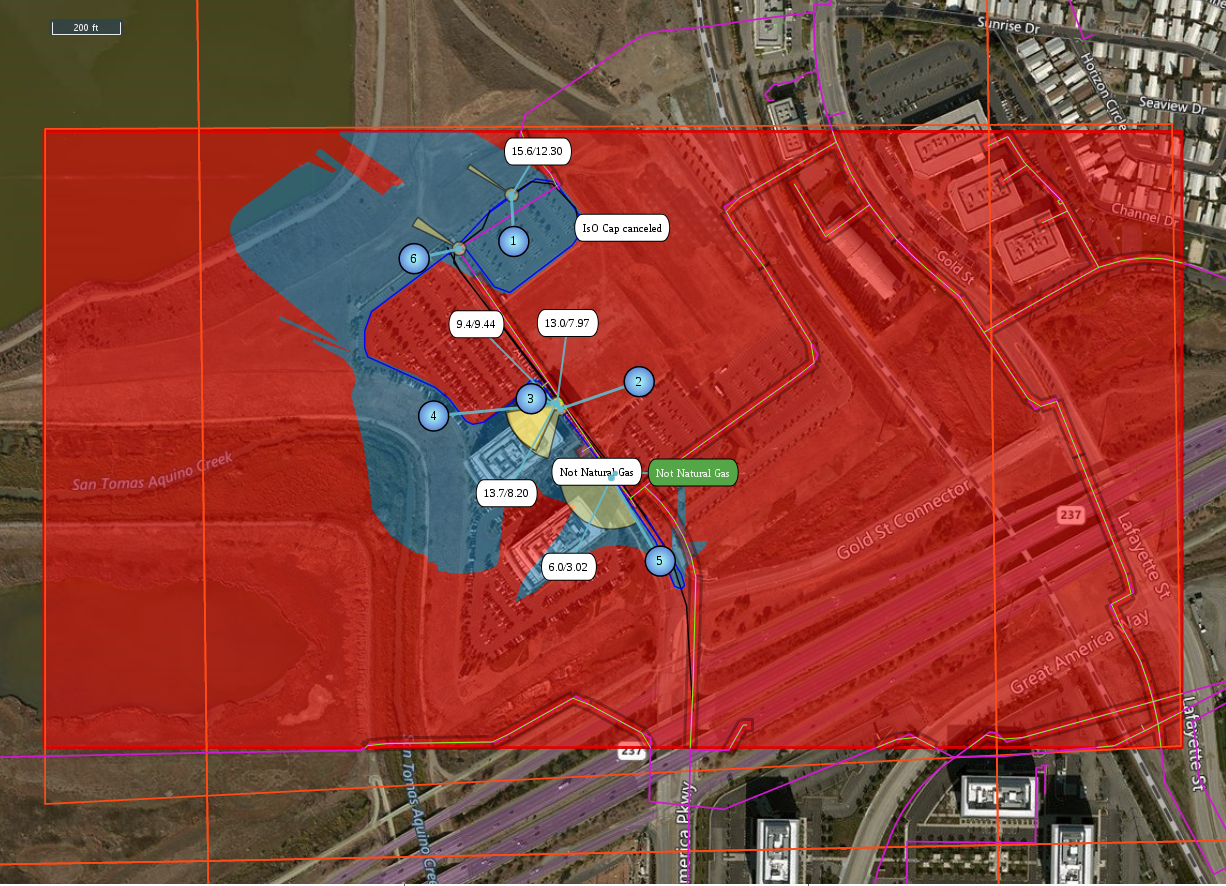 200 ft
Sunrise Dr
Horizon Circle
Seaview Dr
15.6/12.30
Channel Dr
IsO Cap canceled
1
6
Gold St
9.4/9.44
13.0/7.97
2
3
4
San Tomas Aquino Creek
Not Natural Gas
Not Natural Gas
13.7/8.20
237
Gold St Connector
Lafayette St
6.0/3.02
5
Great America Way
Lafayette St
237
San Tomas Aquino Cree
merica Pkwy